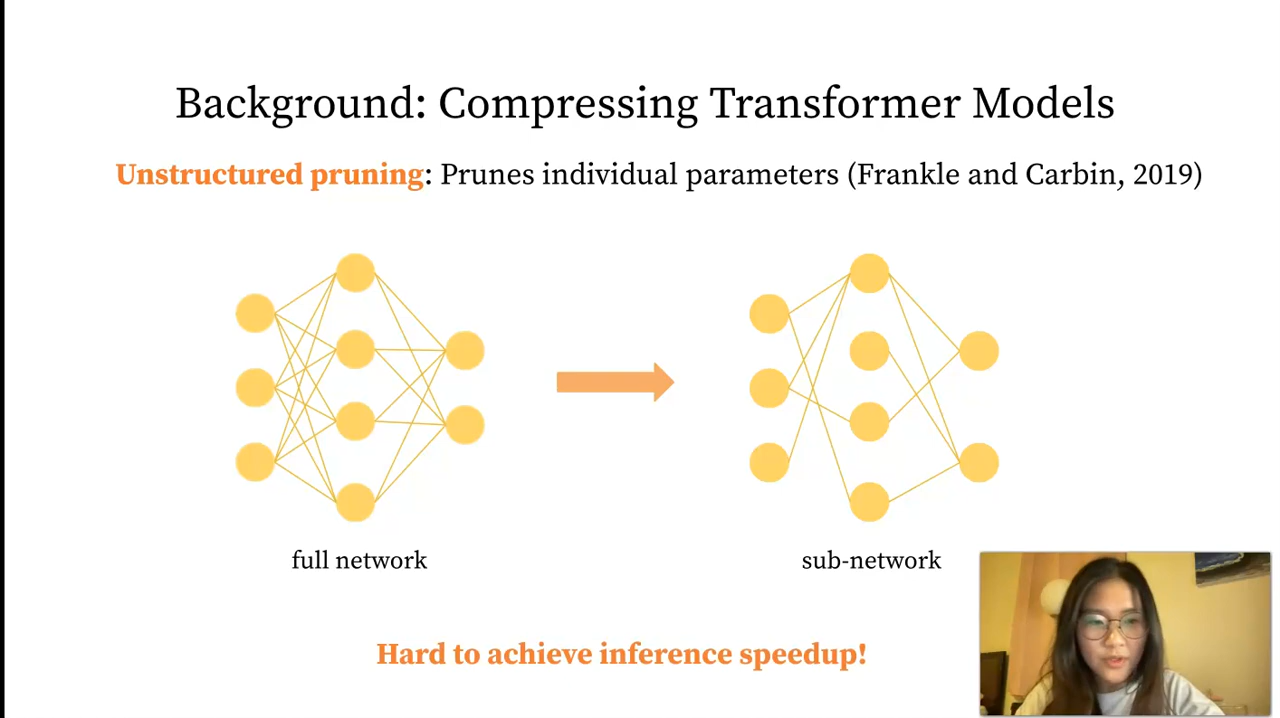 Background: Compressing Transformer Models
Unstructured pruning: Prunes individual parameters (Frankle and Carbin, 2019)
full network
sub-network
Hard to achieve inference speedup!